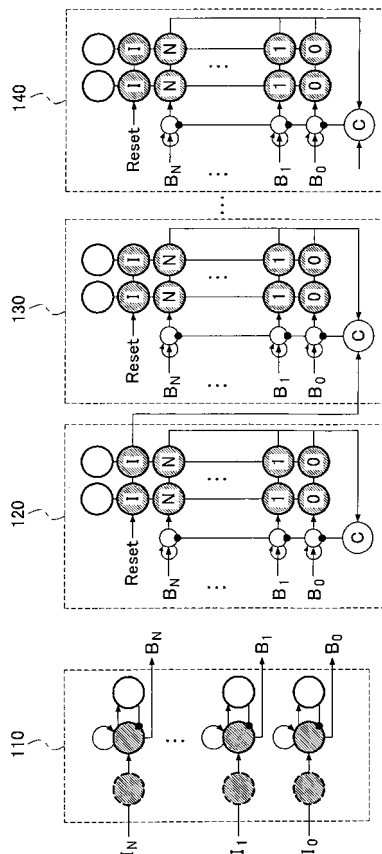 110
I_N B_N
...
I_1 B_1
I_0 B_0
120
Reset I I
B_N N N
... ...
B_1 1 1
B_0 0 0
C
130
Reset I I
B_N N N
... ...
B_1 1 1
B_0 0 0
C
...
140
Reset I I
B_N N N
... ...
B_1 1 1
B_0 0 0
C